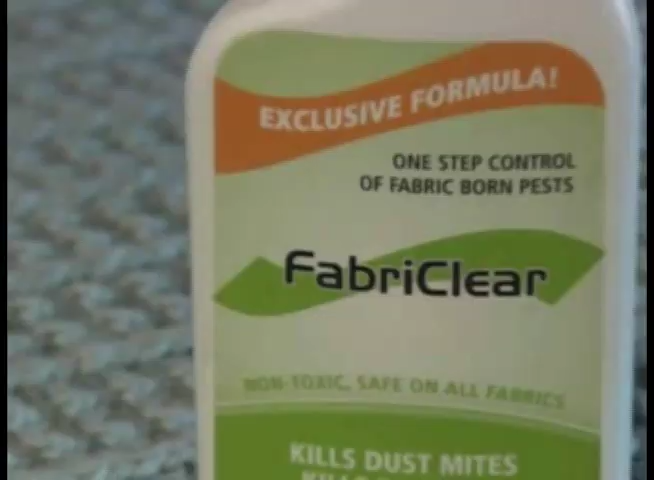 EXCLUSIVE FORMULA!
ONE STEP CONTROL
OF FABRIC BORN PESTS
FabriClear
NON-TOXIC, SAFE ON ALL FABRICS
KILLS DUST MITES
KILLS